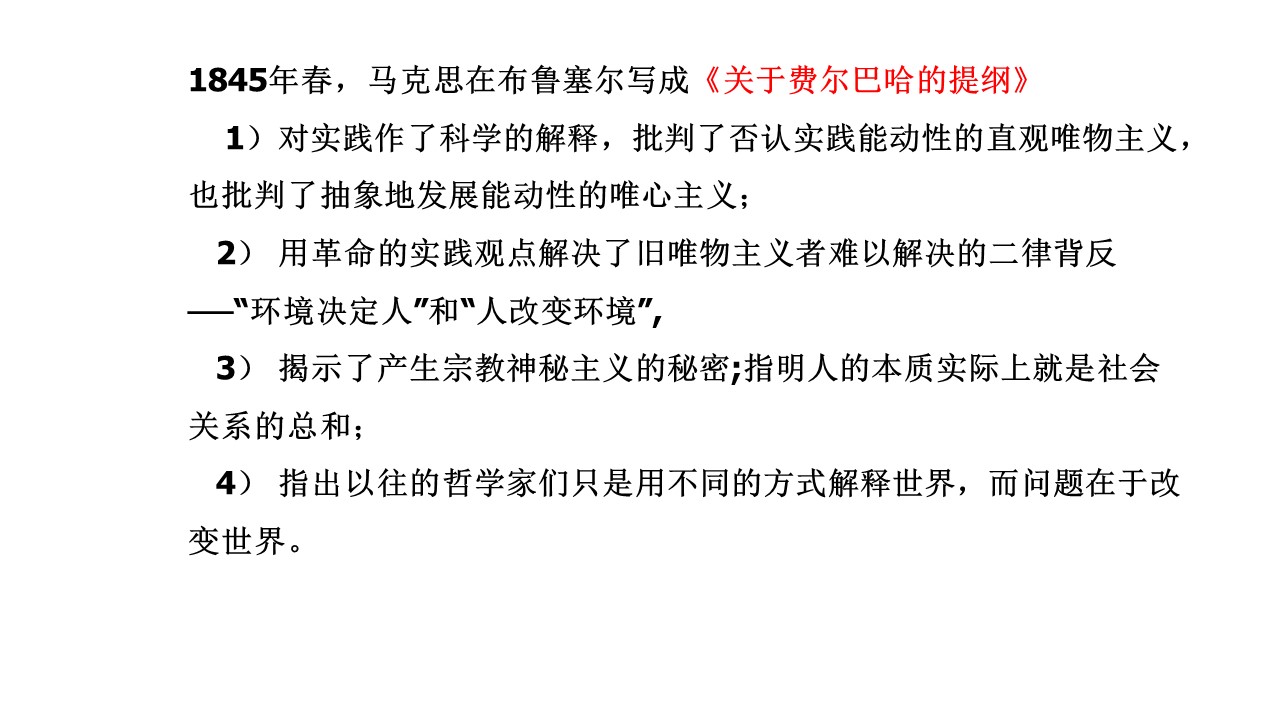 1845年春，马克思在布鲁塞尔写成《关于费尔巴哈的提纲》
1）对实践作了科学的解释，批判了否认实践能动性的直观唯物主义，
也批判了抽象地发展能动性的唯心主义；
2） 用革命的实践观点解决了旧唯物主义者难以解决的二律背反
──“环境决定人”和“人改变环境”,
3） 揭示了产生宗教神秘主义的秘密;指明人的本质实际上就是社会
关系的总和；
4） 指出以往的哲学家们只是用不同的方式解释世界，而问题在于改
变世界。